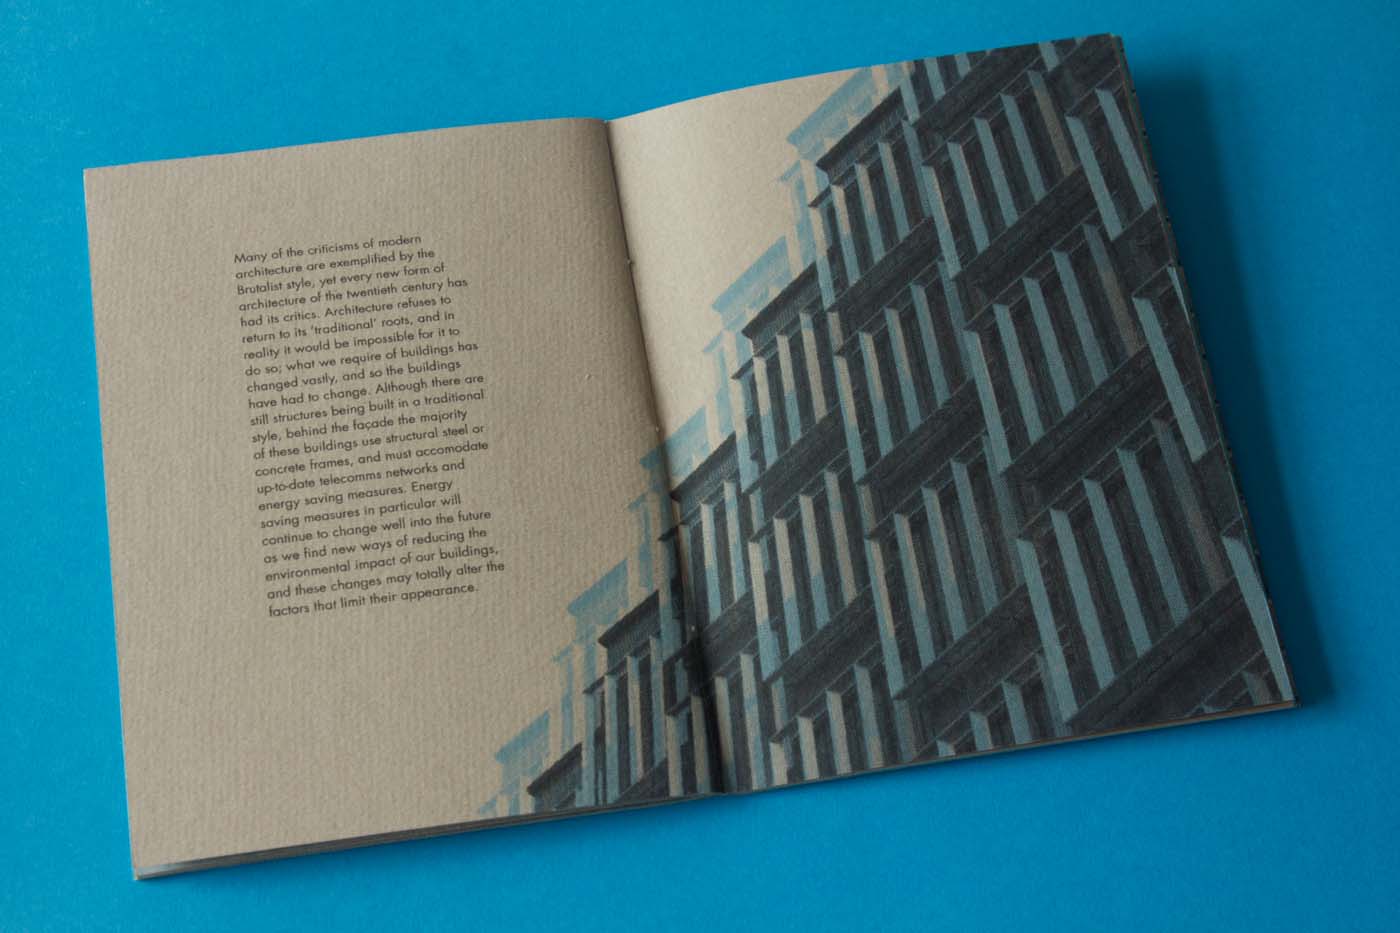 Many of the criticisms of modern
architecture are exemplified by the
Brutalist style, yet every new form of
architecture of the twentieth century has
had its critics. Architecture refuses to
return to its ‘traditional’ roots, and in
reality it would be impossible for it to
do so; what we require of buildings has
changed vastly, and so the buildings
have had to change. Although there are
still structures being built in a traditional
style, behind the façade the majority
of these buildings use structural steel or
concrete frames, and must accomodate
up-to-date telecomms networks and
energy saving measures. Energy
saving measures in particular will
continue to change well into the future
as we find new ways of reducing the
environmental impact of our buildings,
and these changes may totally alter the
factors that limit their appearance.